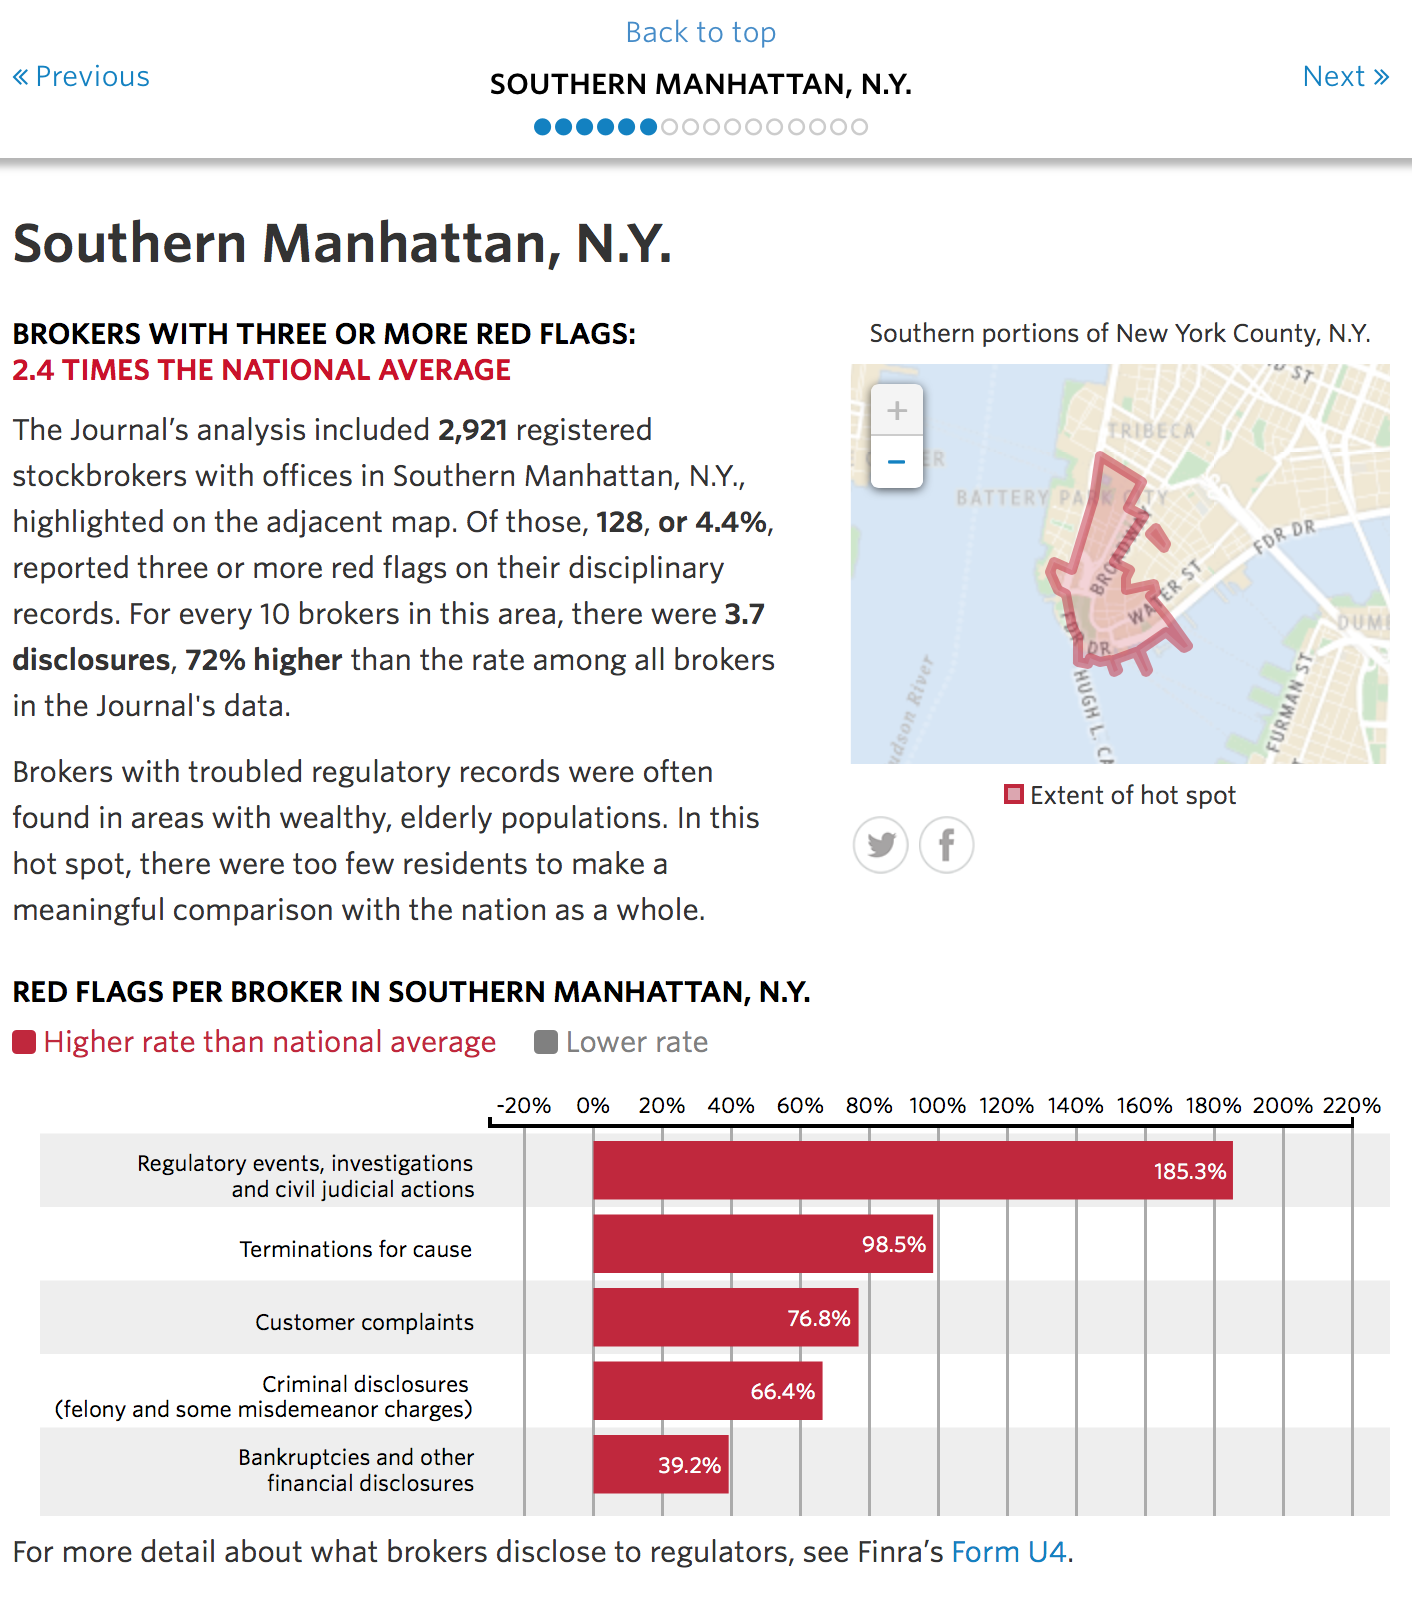 Back to top
« Previous
SOUTHERN MANHATTAN, N.Y.
Next »
Southern Manhattan, N.Y.
BROKERS WITH THREE OR MORE RED FLAGS:
2.4 TIMES THE NATIONAL AVERAGE
The Journal’s analysis included 2,921 registered
stockbrokers with offices in Southern Manhattan, N.Y.,
highlighted on the adjacent map. Of those, 128, or 4.4%,
reported three or more red flags on their disciplinary
records. For every 10 brokers in this area, there were 3.7
disclosures, 72% higher than the rate among all brokers
in the Journal's data.
Brokers with troubled regulatory records were often
found in areas with wealthy, elderly populations. In this
hot spot, there were too few residents to make a
meaningful comparison with the nation as a whole.
Southern portions of New York County, N.Y.
+
−
ST
TRIBECA
BATTERY PARK CITY
BROADWAY
WATER ST
FDR DR
FDR DR
HUGH L.
FURMAN ST
River
Extent of hot spot
RED FLAGS PER BROKER IN SOUTHERN MANHATTAN, N.Y.
Higher rate than national average
Lower rate
-20% 0% 20% 40% 60% 80% 100% 120% 140% 160% 180% 200% 220%
Regulatory events, investigations
and civil judicial actions
185.3%
Terminations for cause
98.5%
Customer complaints
76.8%
Criminal disclosures
(felony and some misdemeanor charges)
66.4%
Bankruptcies and other
financial disclosures
39.2%
For more detail about what brokers disclose to regulators, see Finra’s Form U4.